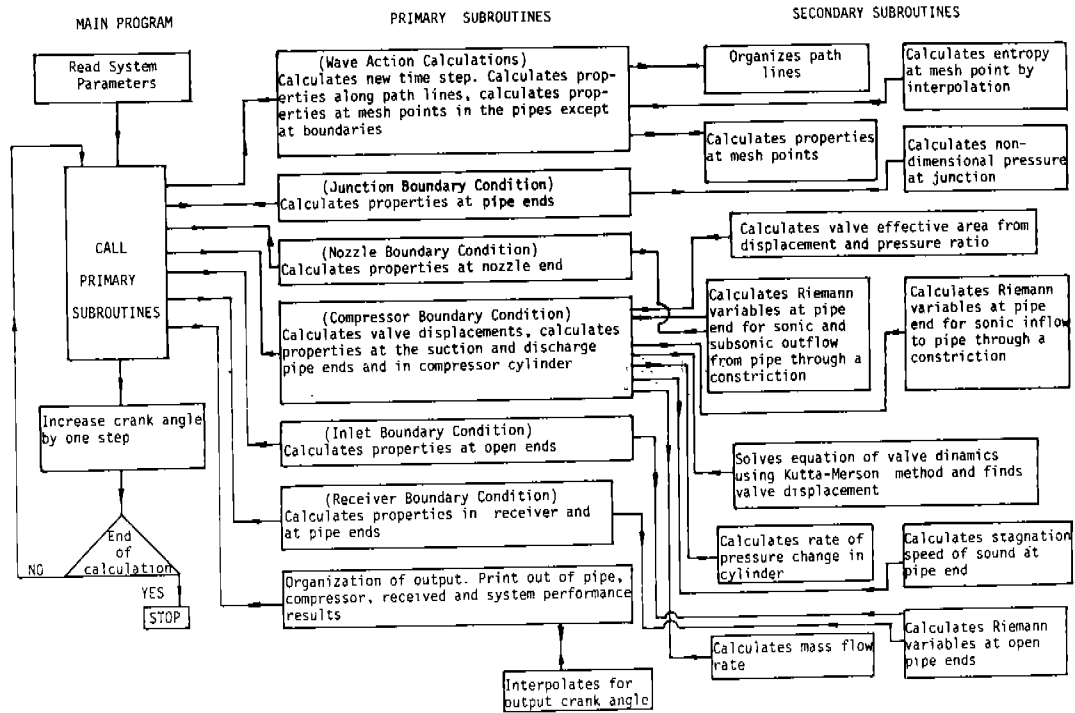 MAIN PROGRAM
PRIMARY SUBROUTINES
SECONDARY SUBROUTINES
Read System
Parameters
CALL
PRIMARY
SUBROUTINES
Increase crank angle
by one step
End
of
calculation
NO
YES
STOP
(Wave Action Calculations)
Calculates new time step. Calculates prop-
erties along path lines, calculates prop-
erties at mesh points in the pipes except
at boundaries
(Junction Boundary Condition)
Calculates properties at pipe ends
(Nozzle Boundary Condition)
Calculates properties at nozzle end
(Compressor Boundary Condition)
Calculates valve displacements, calculates
properties at the suction and discharge
pipe ends and in compressor cylinder
(Inlet Boundary Condition)
Calculates properties at open ends
(Receiver Boundary Condition)
Calculates properties in receiver and
at pipe ends
Organization of output. Print out of pipe,
compressor, received and system performance
results
Interpolates for
output crank angle
Organizes path
lines
Calculates entropy
at mesh point by
interpolation
Calculates properties
at mesh points
Calculates non-
dimensional pressure
at junction
Calculates valve effective area from
displacement and pressure ratio
Calculates Riemann
variables at pipe
end for sonic and
subsonic outflow
from pipe through a
constriction
Calculates Riemann
variables at pipe
end for sonic inflow
to pipe through a
constriction
Solves equation of valve dinamics
using Kutta-Merson method and finds
valve displacement
Calculates rate of
pressure change in
cylinder
Calculates stagnation
speed of sound at
pipe end
Calculates mass flow
rate
Calculates Riemann
variables at open
pipe ends